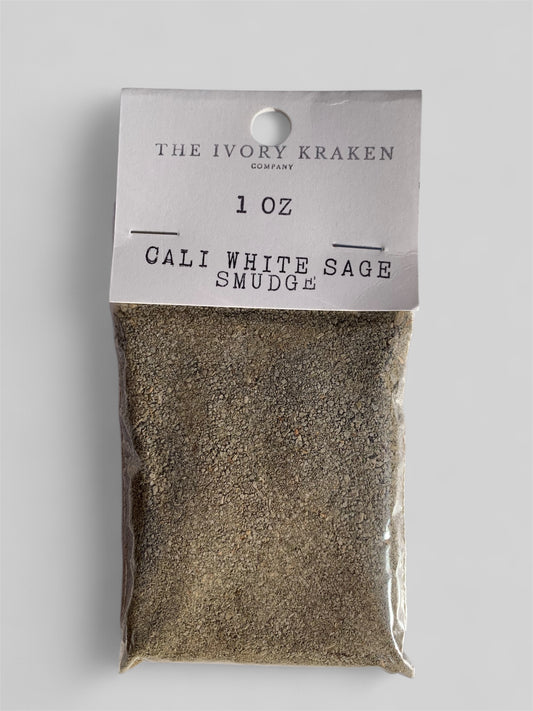 THE IVORY KRAKEN
COMPANY
1 OZ
CALI WHITE SAGE
SMUDGE